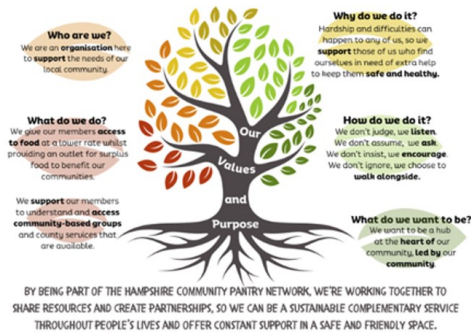 Who are we?
We are an organisation here
to support the needs of our
local community.
What do we do?
We give our members access
to food at a lower rate whilst
providing an outlet for surplus
food to benefit our
communities.
We support our members
to understand and access
community-based groups
and county services that
are available.
Our
Values
and
Purpose
Why do we do it?
Hardship and difficulties can
happen to any of us, so we
support those of us who find
ourselves in need of extra help
to keep them safe and healthy.
How do we do it?
We don't judge, we listen.
We don't assume, we ask.
We don't insist, we encourage.
We don't ignore, we choose to
walk alongside.
What do we want to be?
We want to be a hub
at the heart of our
community, led by our
community.
BY BEING PART OF THE HAMPSHIRE COMMUNITY PANTRY NETWORK, WE'RE WORKING TOGETHER TO
SHARE RESOURCES AND CREATE PARTNERSHIPS, SO WE CAN BE A SUSTAINABLE COMPLEMENTARY SERVICE
THROUGHOUT PEOPLE'S LIVES AND OFFER CONSTANT SUPPORT IN A SAFE AND FRIENDLY SPACE.